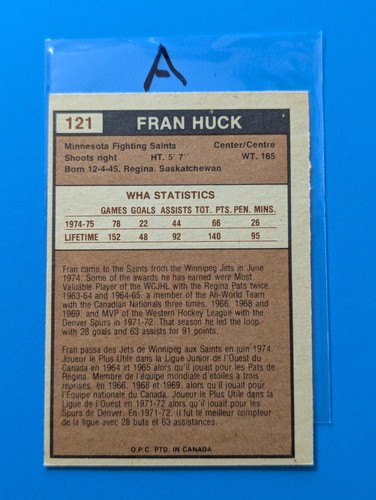 A
121 FRAN HUCK
Minnesota Fighting Saints Center/Centre
Shoots right HT. 5' 7" WT. 165
Born 12-4-45, Regina, Saskatchewan
WHA STATISTICS
GAMES GOALS ASSISTS TOT. PTS. PEN. MINS.
1974-75 78 22 44 66 26
LIFETIME 152 48 92 140 95
Fran came to the Saints from the Winnipeg Jets in June
1974. Some of the awards he has earned were Most
Valuable Player of the WCJHL with the Regina Pats twice,
1963-64 and 1964-65, a member of the All-World Team
with the Canadian Nationals three times, 1966, 1968 and
1969, and MVP of the Western Hockey League with the
Denver Spurs in 1971-72. That season he led the loop
with 28 goals and 63 assists for 91 points.
Fran passa des Jets de Winnipeg aux Saints en juin 1974.
Joueur le Plus Utile dans la Ligue Junior de l'Ouest du
Canada en 1964 et 1965 alors qu'il jouait pour les Pats de
Régina. Membre de l'équipe mondiale d'étoiles à trois
reprises, en 1966, 1968 et 1969, alors qu'il jouait pour
l'Équipe nationale du Canada. Joueur le Plus Utile dans
la Ligue de l'Ouest en 1971-72 alors qu'il jouait pour les
Spurs de Denver. En 1971-72, il fut le meilleur compteur
de la ligue avec 28 buts et 63 assistances.
O.P.C. PTD. IN CANADA